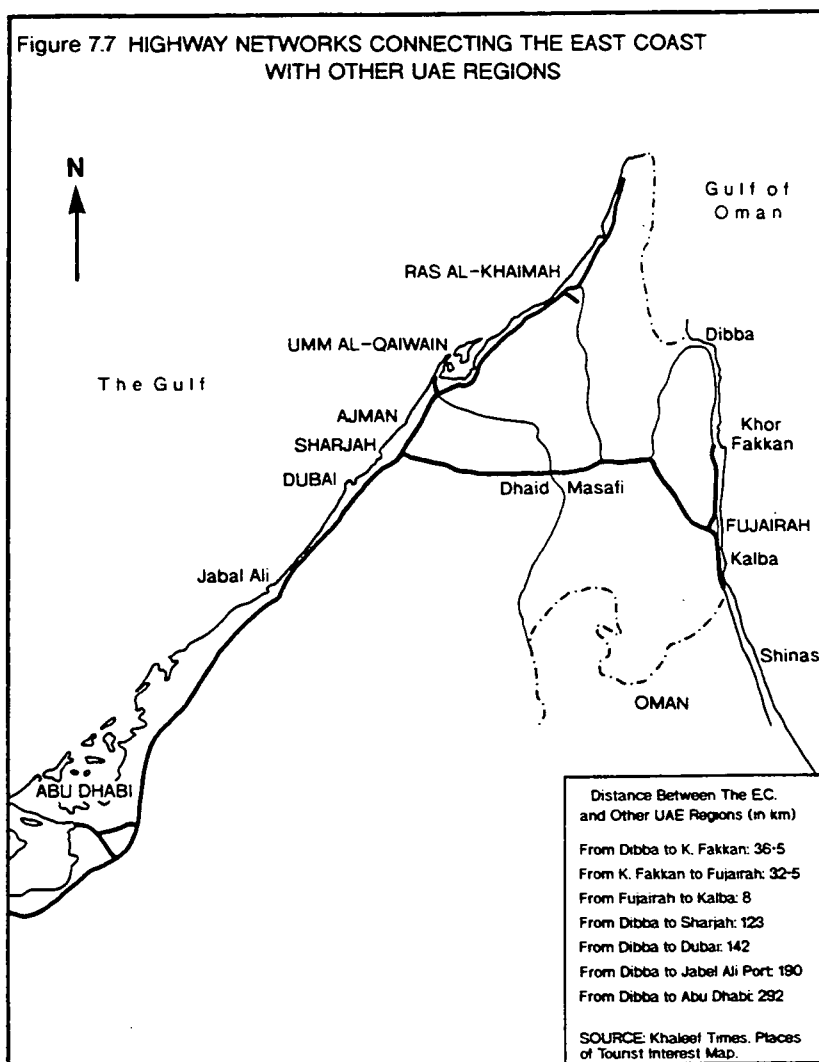 Figure 7.7 HIGHWAY NETWORKS CONNECTING THE EAST COAST
WITH OTHER UAE REGIONS
N
Gulf of
Oman
RAS AL-KHAIMAH
UMM AL-QAIWAIN
Dibba
The Gulf
AJMAN
Khor
Fakkan
SHARJAH
DUBAI
Dhaid Masafi
FUJAIRAH
Kalba
Jabal Ali
Shinas
OMAN
ABU DHABI
Distance Between The E.C.
and Other UAE Regions (in km)
From Dibba to K. Fakkan: 36·5
From K. Fakkan to Fujairah: 32·5
From Fujairah to Kalba: 8
From Dibba to Sharjah: 123
From Dibba to Dubai: 142
From Dibba to Jabel Ali Port: 190
From Dibba to Abu Dhabi: 292
SOURCE: Khaleef Times. Places
of Tourist Interest Map.